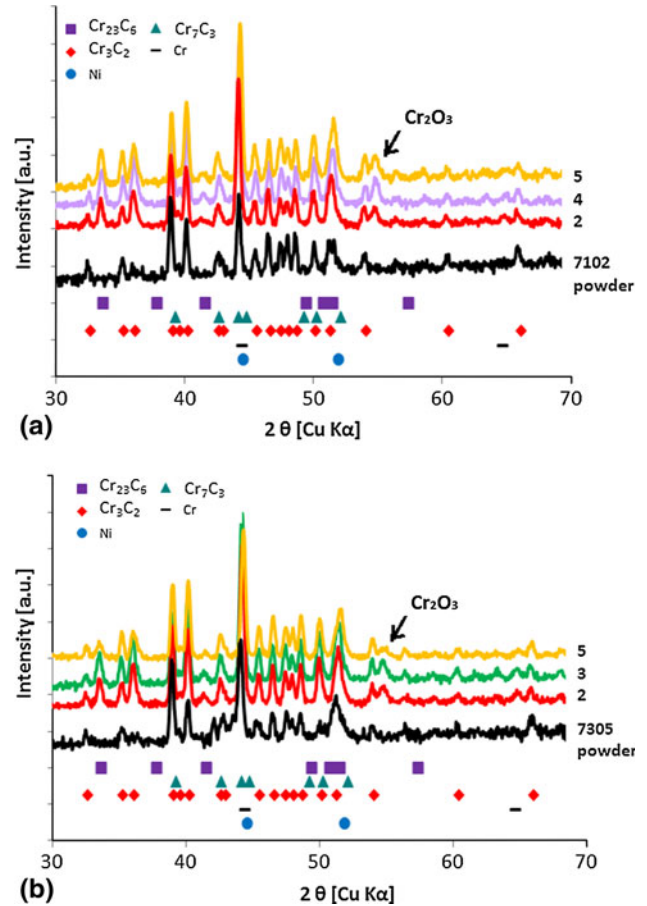 Cr₂₃C₆ Cr₇C₃
Cr₃C₂ Cr
Ni
Cr₂O₃
Intensity [a.u.]
5
4
2
7102
powder
30 40 50 60 70
2 θ [Cu Kα]
(a)
Cr₂₃C₆ Cr₇C₃
Cr₃C₂ Cr
Ni
Cr₂O₃
Intensity [a.u.]
5
3
2
7305
powder
30 40 50 60 70
2 θ [Cu Kα]
(b)